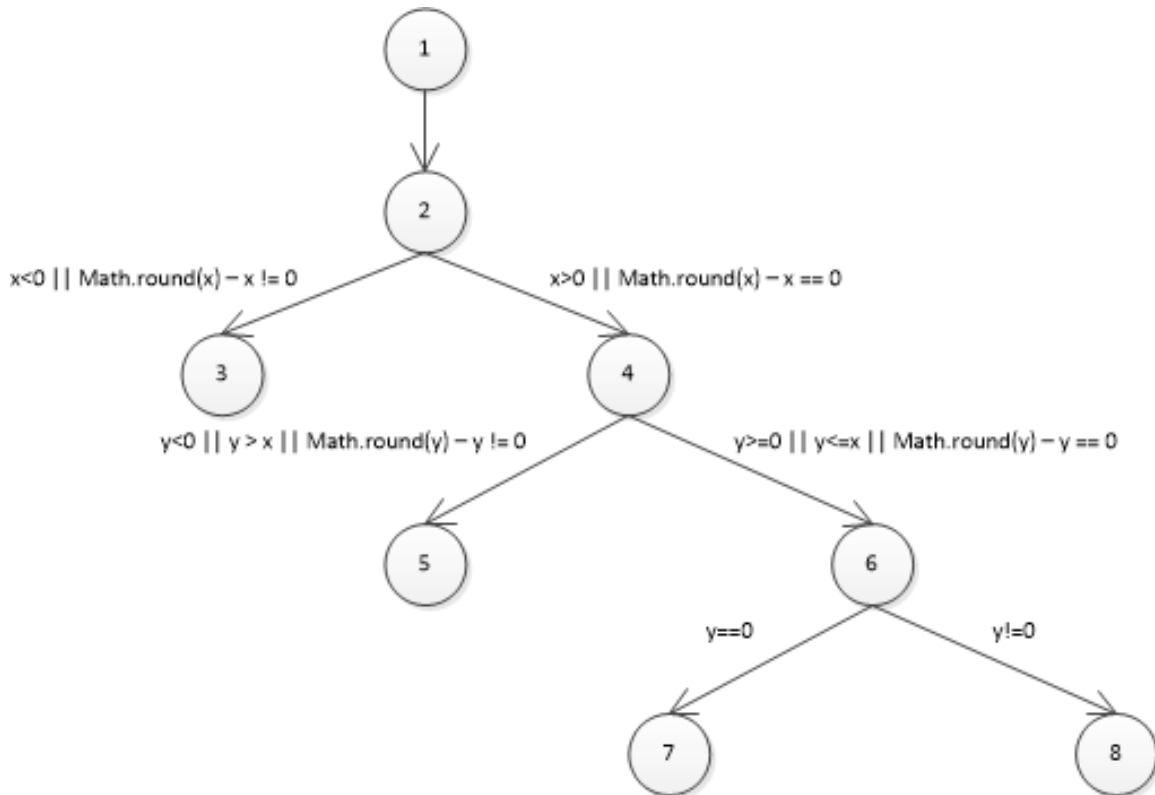 1
2
x<0 || Math.round(x) – x != 0
x>0 || Math.round(x) – x == 0
3
4
y<0 || y > x || Math.round(y) – y != 0
y>=0 || y<=x || Math.round(y) – y == 0
5
6
y==0
y!=0
7
8